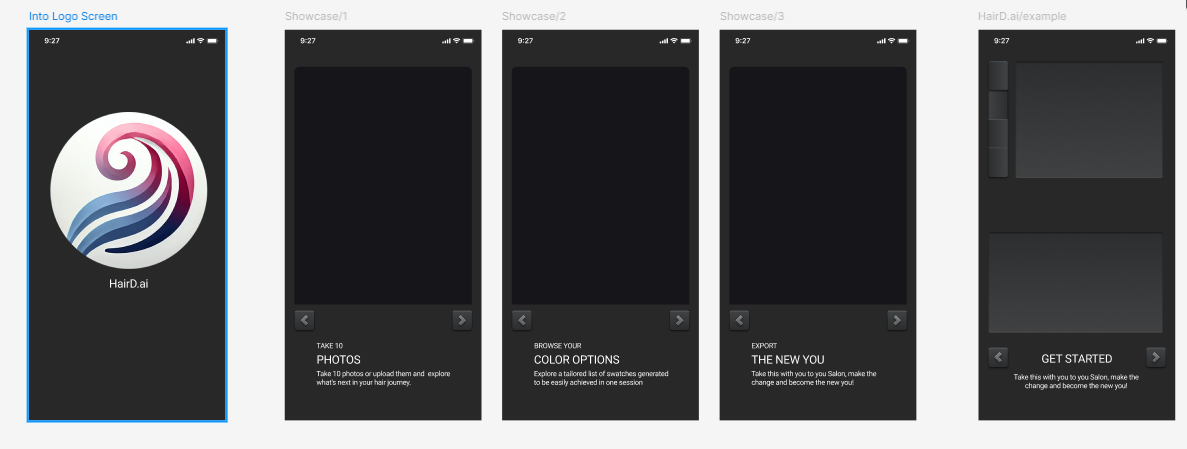 Into Logo Screen
9:27
HairD.ai
Showcase/1
9:27
TAKE 10
PHOTOS
Take 10 photos or upload them and explore
what's next in your hair journey.
Showcase/2
9:27
BROWSE YOUR
COLOR OPTIONS
Explore a tailored list of swatches generated
to be easily achieved in one session
Showcase/3
9:27
EXPORT
THE NEW YOU
Take this with you to you Salon, make the
change and become the new you!
HairD.ai/example
9:27
GET STARTED
Take this with you to you Salon, make the
change and become the new you!